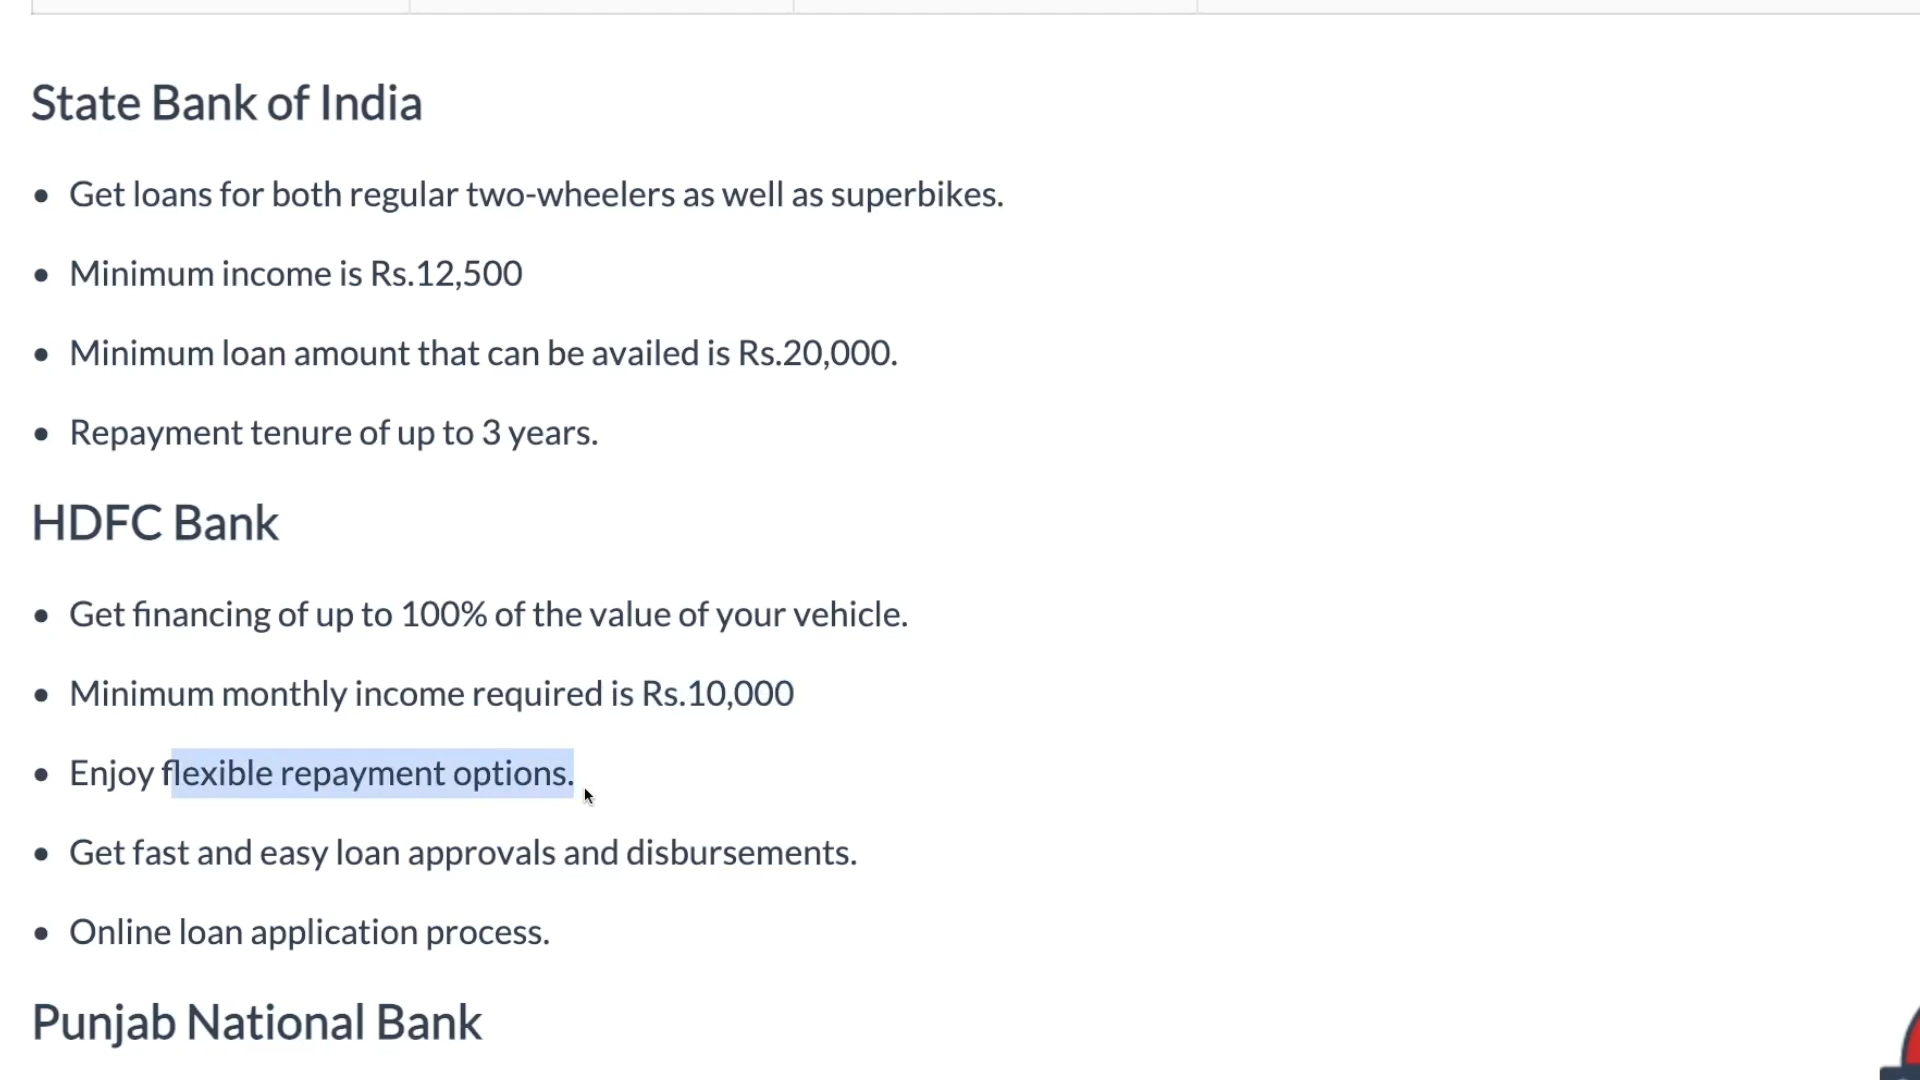 State Bank of India
• Get loans for both regular two-wheelers as well as superbikes.
• Minimum income is Rs.12,500
• Minimum loan amount that can be availed is Rs.20,000.
• Repayment tenure of up to 3 years.
HDFC Bank
• Get financing of up to 100% of the value of your vehicle.
• Minimum monthly income required is Rs.10,000
• Enjoy flexible repayment options.
• Get fast and easy loan approvals and disbursements.
• Online loan application process.
Punjab National Bank